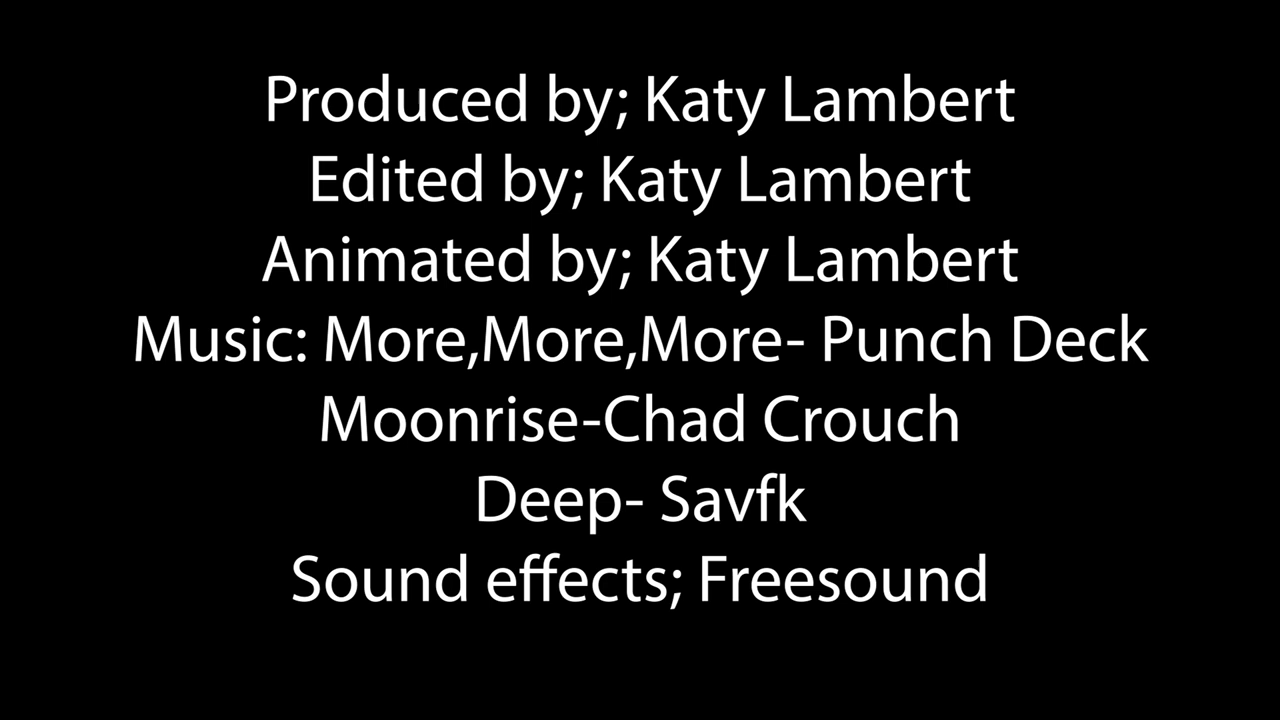 Produced by; Katy Lambert
Edited by; Katy Lambert
Animated by; Katy Lambert
Music: More,More,More- Punch Deck
Moonrise-Chad Crouch
Deep- Savfk
Sound effects; Freesound